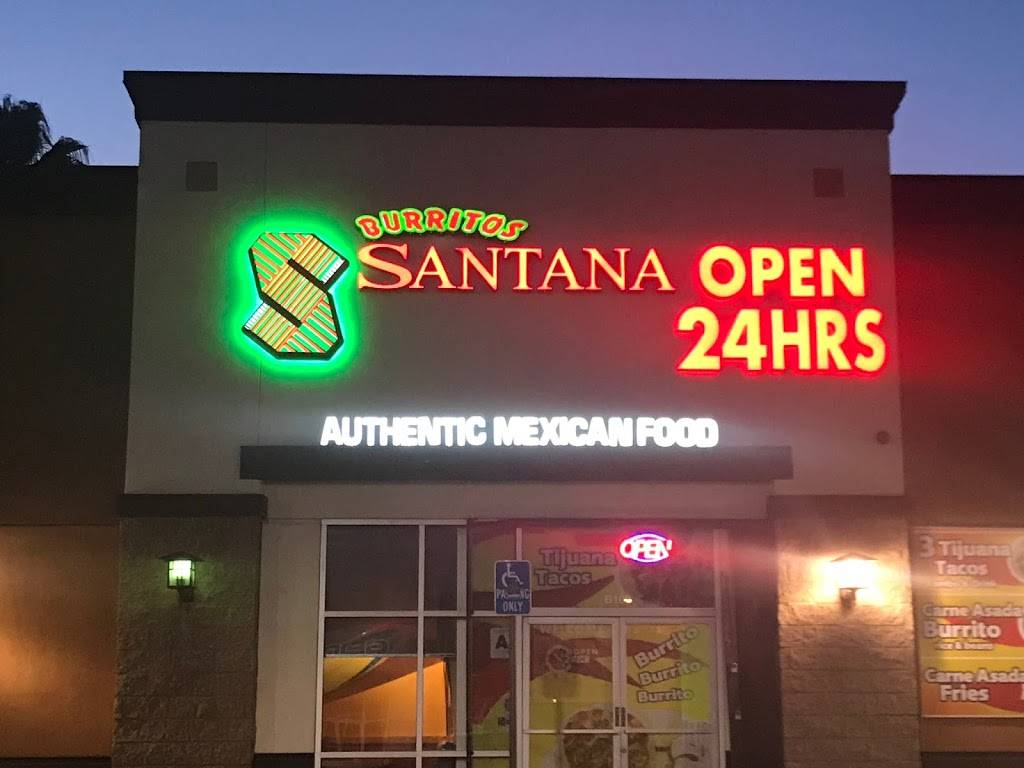 BURRITOS
SANTANA
OPEN
24HRS
AUTHENTIC MEXICAN FOOD
Tijuana
Tacos
OPEN
PARKING
ONLY
A
OPEN
Burrito
Burrito
Burrito
3 Tijuana
Tacos
Carne Asada
Burrito
rice & beans
Carne Asada
Fries